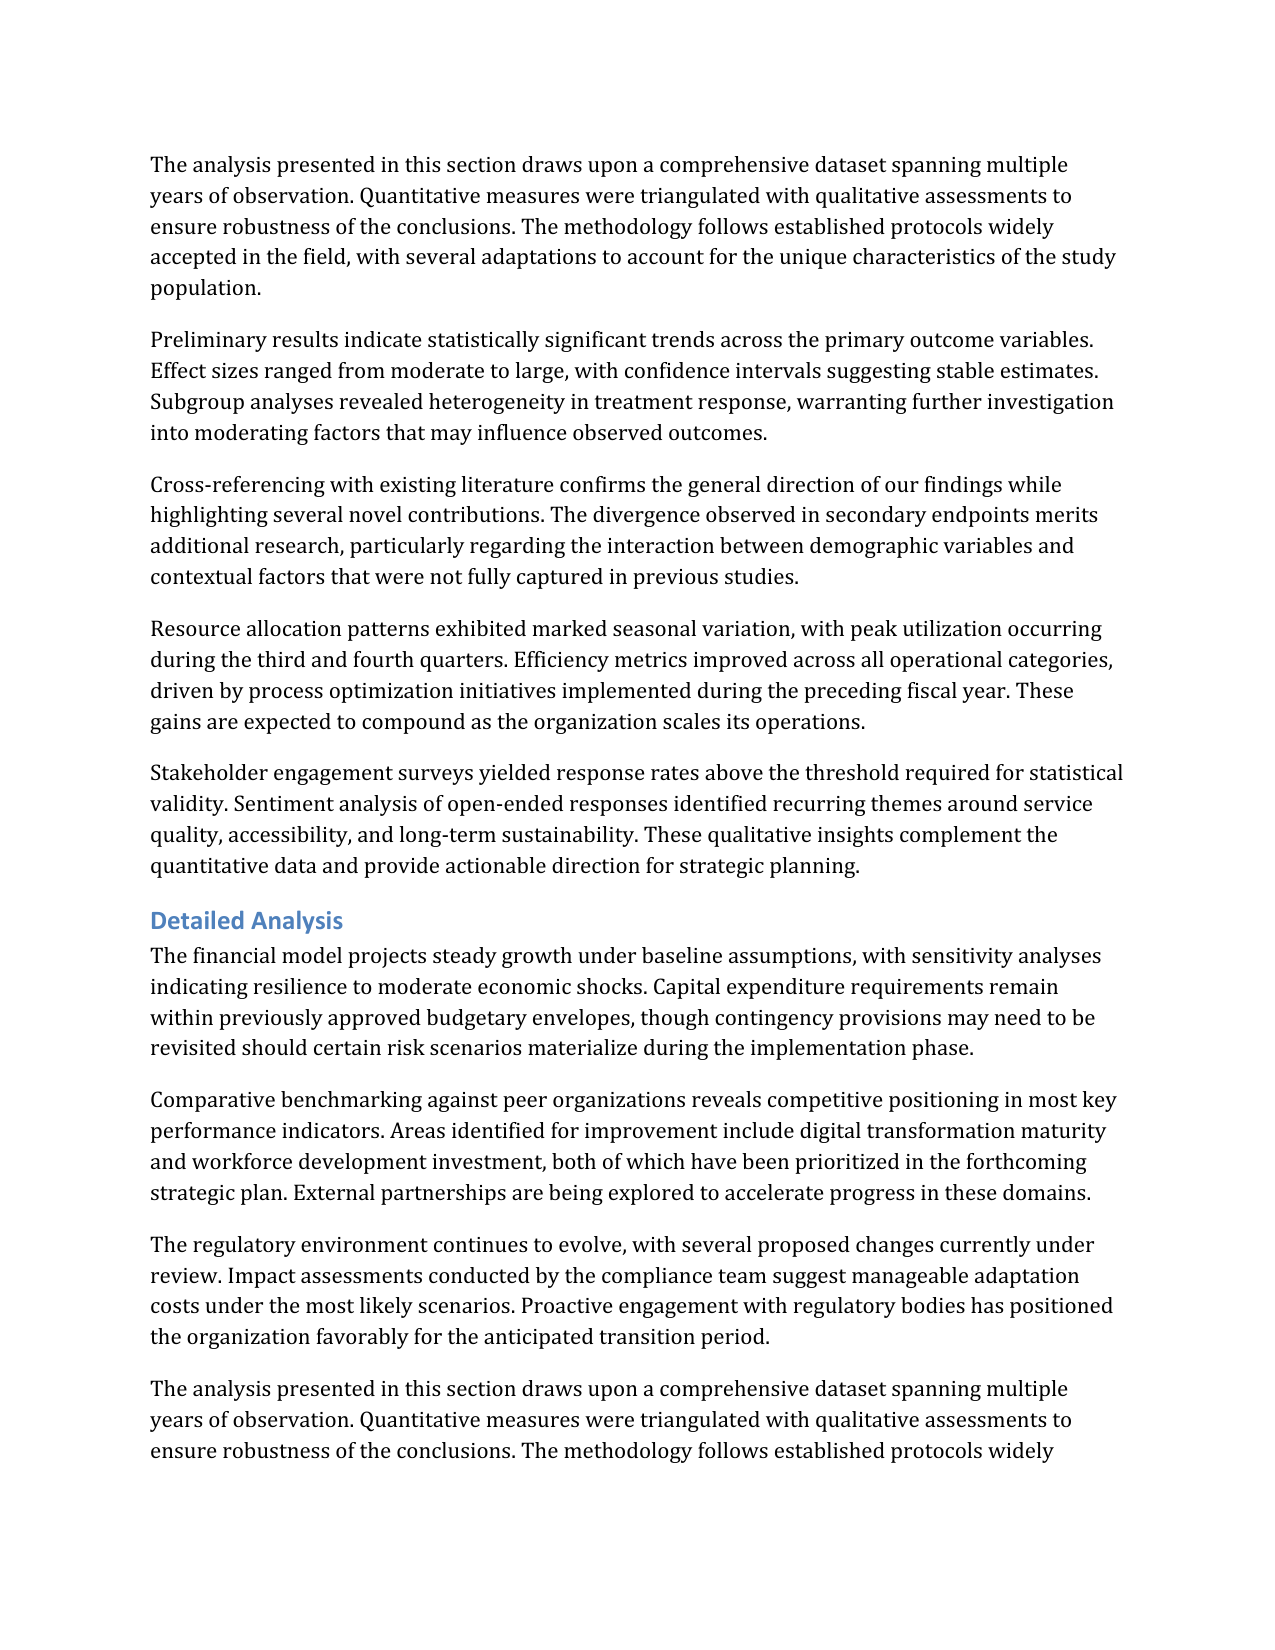 The analysis presented in this section draws upon a comprehensive dataset spanning multiple
years of observation. Quantitative measures were triangulated with qualitative assessments to
ensure robustness of the conclusions. The methodology follows established protocols widely
accepted in the field, with several adaptations to account for the unique characteristics of the study
population.
Preliminary results indicate statistically significant trends across the primary outcome variables.
Effect sizes ranged from moderate to large, with confidence intervals suggesting stable estimates.
Subgroup analyses revealed heterogeneity in treatment response, warranting further investigation
into moderating factors that may influence observed outcomes.
Cross-referencing with existing literature confirms the general direction of our findings while
highlighting several novel contributions. The divergence observed in secondary endpoints merits
additional research, particularly regarding the interaction between demographic variables and
contextual factors that were not fully captured in previous studies.
Resource allocation patterns exhibited marked seasonal variation, with peak utilization occurring
during the third and fourth quarters. Efficiency metrics improved across all operational categories,
driven by process optimization initiatives implemented during the preceding fiscal year. These
gains are expected to compound as the organization scales its operations.
Stakeholder engagement surveys yielded response rates above the threshold required for statistical
validity. Sentiment analysis of open-ended responses identified recurring themes around service
quality, accessibility, and long-term sustainability. These qualitative insights complement the
quantitative data and provide actionable direction for strategic planning.
Detailed Analysis
The financial model projects steady growth under baseline assumptions, with sensitivity analyses
indicating resilience to moderate economic shocks. Capital expenditure requirements remain
within previously approved budgetary envelopes, though contingency provisions may need to be
revisited should certain risk scenarios materialize during the implementation phase.
Comparative benchmarking against peer organizations reveals competitive positioning in most key
performance indicators. Areas identified for improvement include digital transformation maturity
and workforce development investment, both of which have been prioritized in the forthcoming
strategic plan. External partnerships are being explored to accelerate progress in these domains.
The regulatory environment continues to evolve, with several proposed changes currently under
review. Impact assessments conducted by the compliance team suggest manageable adaptation
costs under the most likely scenarios. Proactive engagement with regulatory bodies has positioned
the organization favorably for the anticipated transition period.
The analysis presented in this section draws upon a comprehensive dataset spanning multiple
years of observation. Quantitative measures were triangulated with qualitative assessments to
ensure robustness of the conclusions. The methodology follows established protocols widely